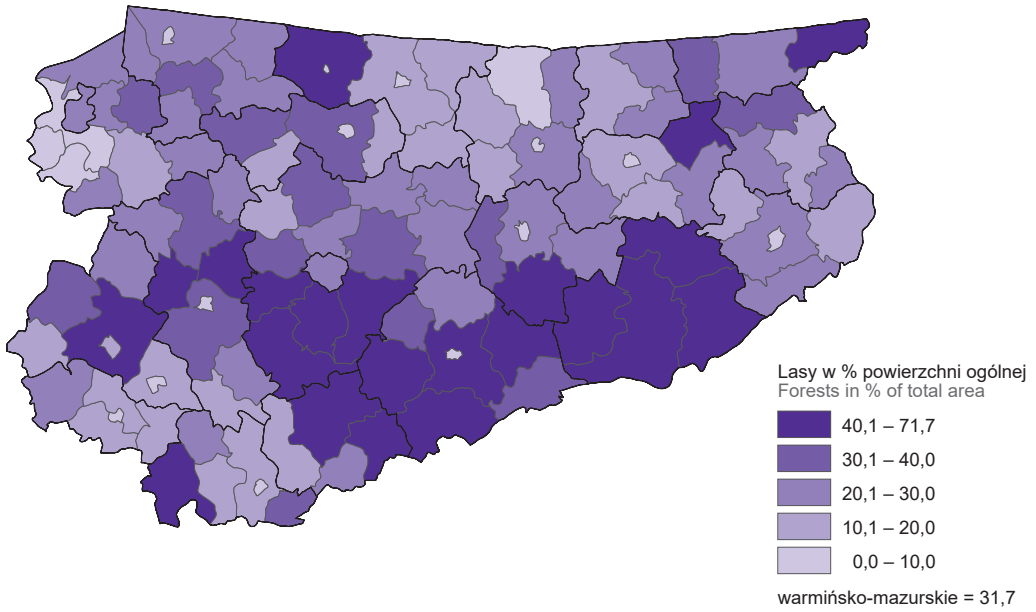 Lasy w % powierzchni ogólnej
Forests in % of total area
40,1 – 71,7
30,1 – 40,0
20,1 – 30,0
10,1 – 20,0
0,0 – 10,0
warmińsko-mazurskie = 31,7